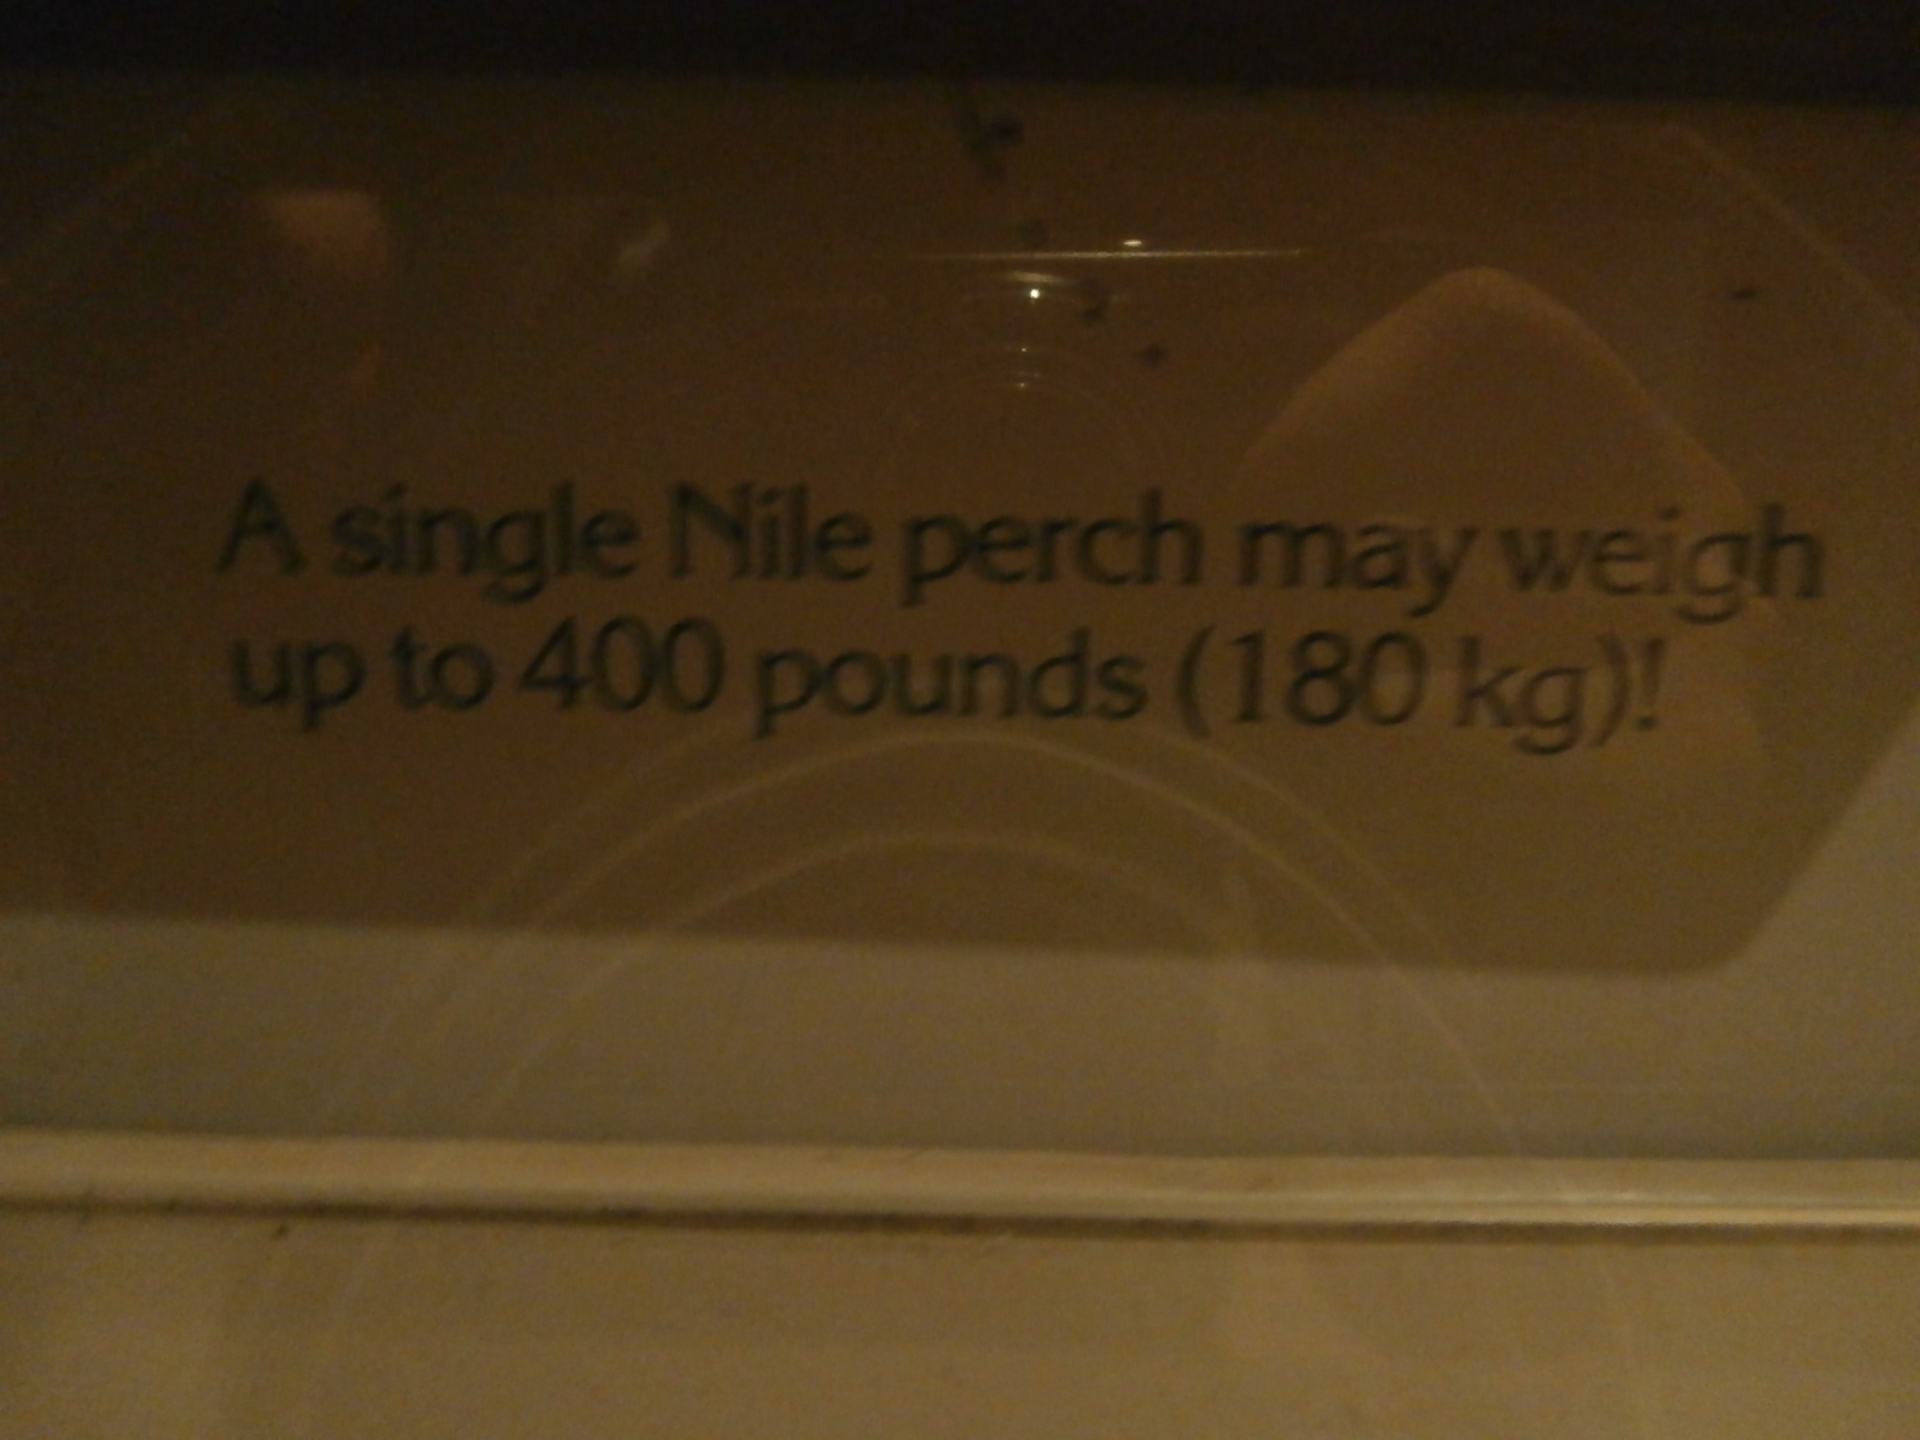 A single Nile perch may weigh
up to 400 pounds (180 kg)!